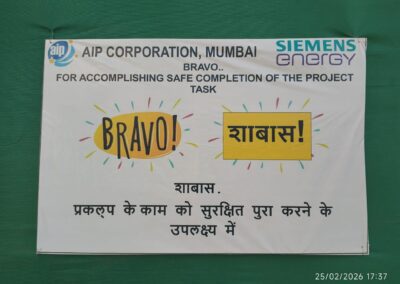 aip AIP CORPORATION, MUMBAI SIEMENS
energy
BRAVO..
FOR ACCOMPLISHING SAFE COMPLETION OF THE PROJECT
TASK
BRAVO! शाबास!
शाबास .
प्रकल्प के काम को सुरक्षित पुरा करने के
उपलक्ष्य में
25/02/2026 17:37